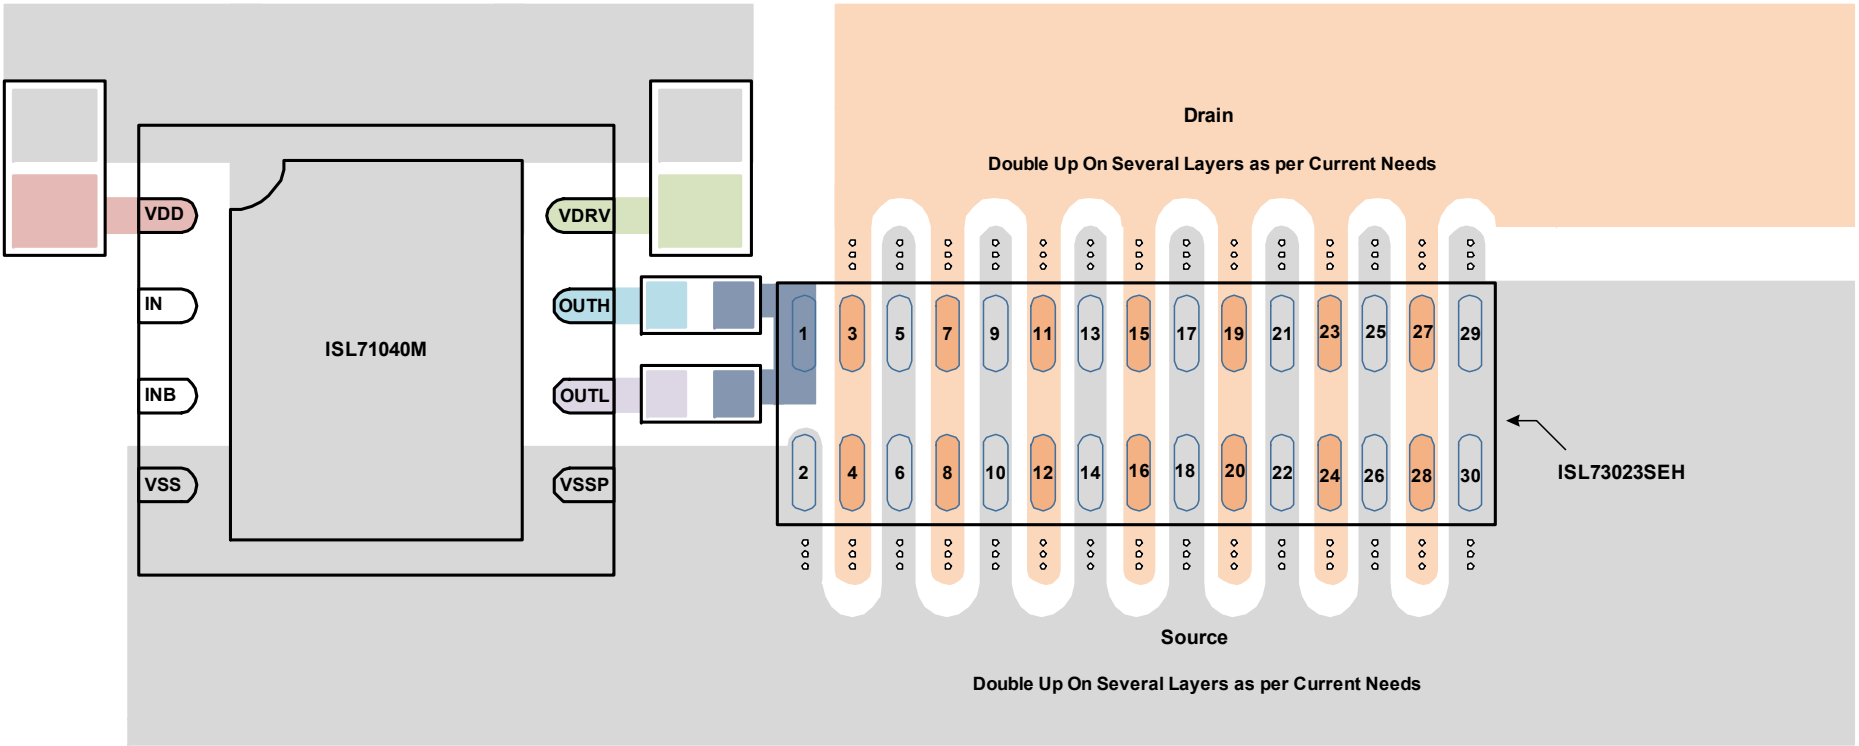 Drain
Double Up On Several Layers as per Current Needs
VDD
VDRV
IN
OUTH
ISL71040M
INB
OUTL
VSS
VSSP
1 3 5 7 9 11 13 15 17 19 21 23 25 27 29
2 4 6 8 10 12 14 16 18 20 22 24 26 28 30
ISL73023SEH
Source
Double Up On Several Layers as per Current Needs